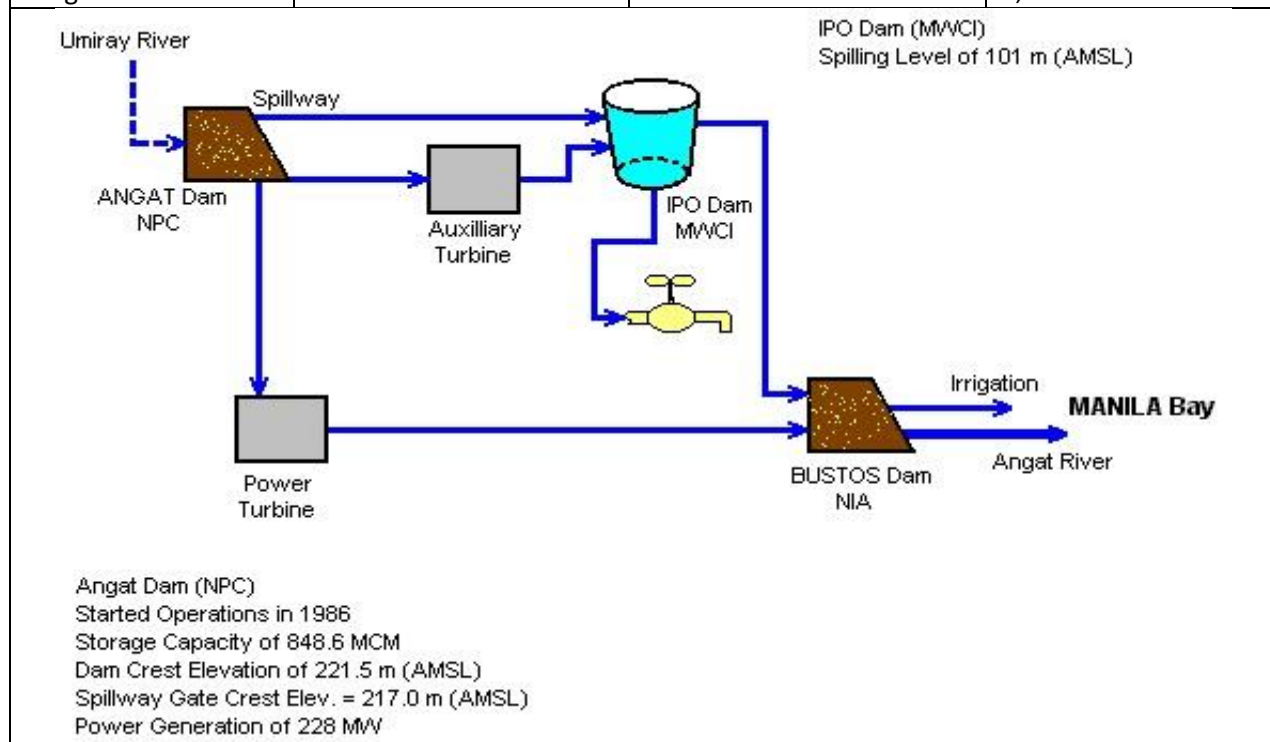 Umiray River
IPO Dam (MWCI)
Spilling Level of 101 m (AMSL)
Spillway
ANGAT Dam
NPC
Auxilliary
Turbine
IPO Dam
MWCI
Irrigation
MANILA Bay
Angat River
BUSTOS Dam
NIA
Power
Turbine
Angat Dam (NPC)
Started Operations in 1986
Storage Capacity of 848.6 MCM
Dam Crest Elevation of 221.5 m (AMSL)
Spillway Gate Crest Elev. = 217.0 m (AMSL)
Power Generation of 228 MW